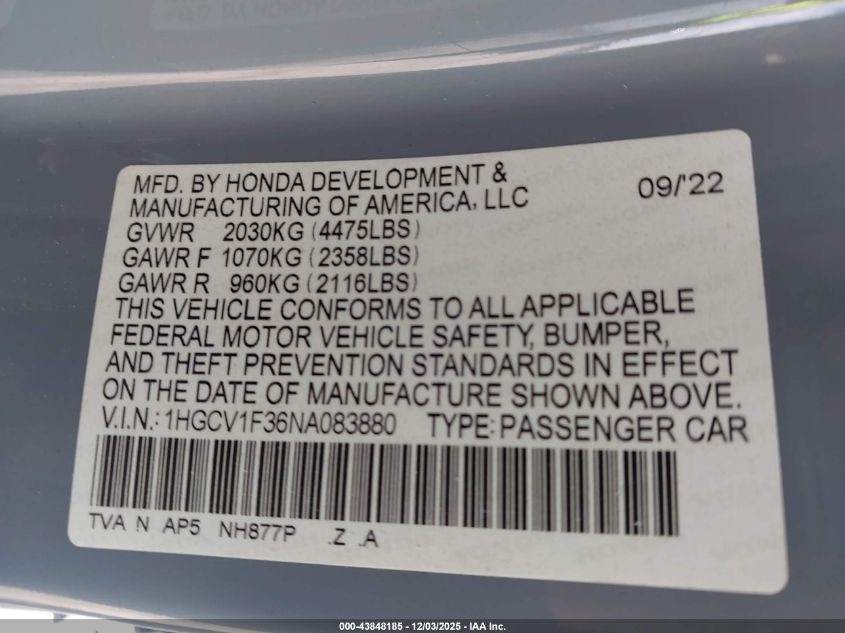 MFD. BY HONDA DEVELOPMENT &
MANUFACTURING OF AMERICA, LLC 09/'22
GVWR 2030KG (4475LBS)
GAWR F 1070KG (2358LBS)
GAWR R 960KG (2116LBS)
THIS VEHICLE CONFORMS TO ALL APPLICABLE
FEDERAL MOTOR VEHICLE SAFETY, BUMPER,
AND THEFT PREVENTION STANDARDS IN EFFECT
ON THE DATE OF MANUFACTURE SHOWN ABOVE.
V.I.N.: 1HGCV1F36NA083880 TYPE: PASSENGER CAR
TVA N AP5 NH877P .Z .A
000-43848185 - 12/03/2025 - IAA Inc.